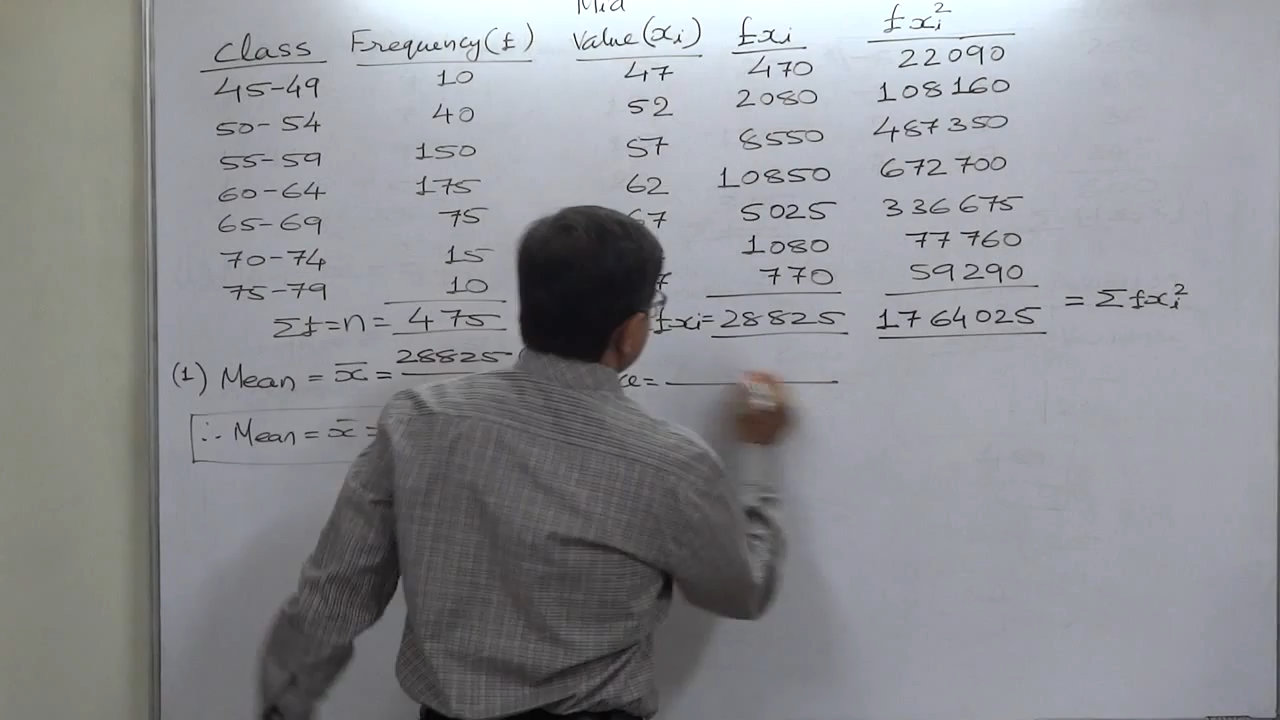 Mid
Class Frequency(f) Value(xi) fxi fxi²
45-49 10 47 470 22090
50-54 40 52 2080 108160
55-59 150 57 8550 487350
60-64 175 62 10850 672700
65-69 75 67 5025 336675
70-74 15 1080 77760
75-79 10 7 770 59290
Σf=n= 475 fxi= 28825 1764025 = Σfxi²
(1) Mean = x̄ = 28825
∴ Mean = x̄ =